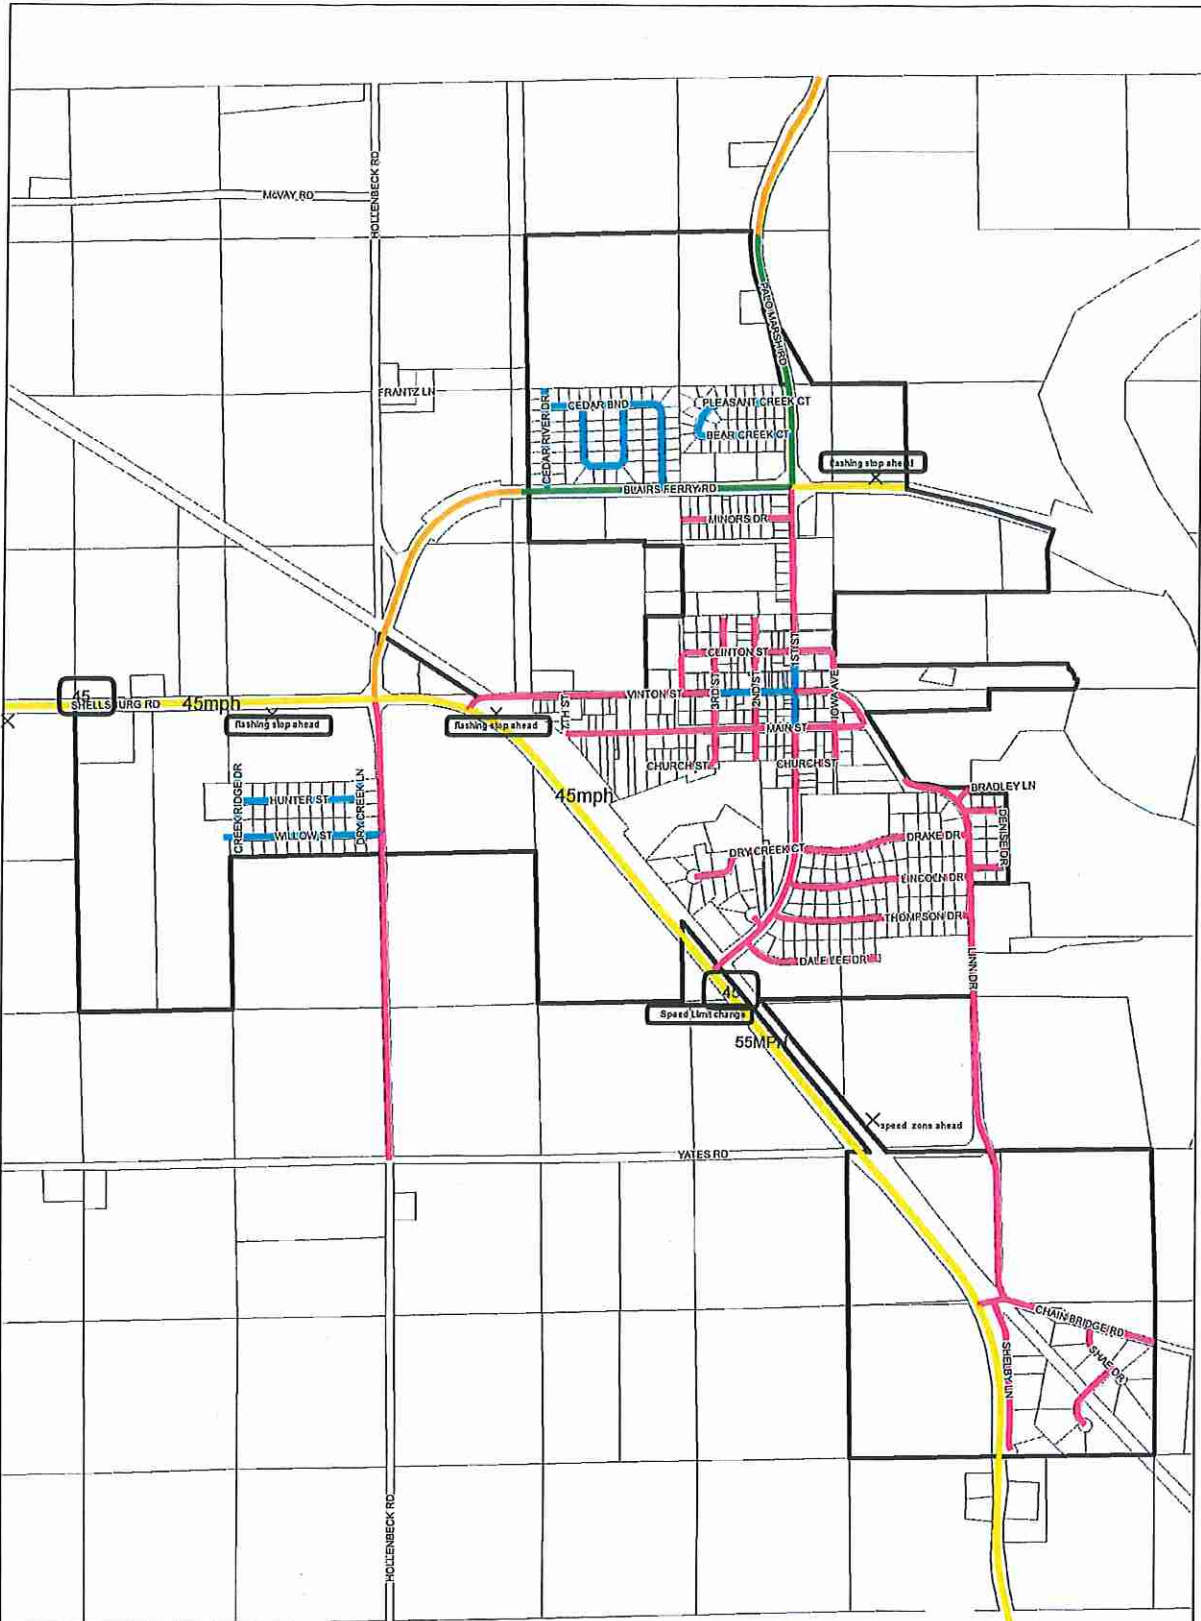 HOLLENBECK RD
McVAY RD
PALO MARSH RD
FRANTZ LN
CEDAR BND
PLEASANT CREEK CT
CEDAR RIVER DR
BEAR CREEK CT
flashing stop ahead
BLAIRS FERRY RD
MINORS DR
CLINTON ST
1ST ST
45
SHELLSBURG RD
45mph
VINTON ST
3RD ST
2ND ST
IOWA AVE
flashing stop ahead
flashing stop ahead
7TH ST
MAIN ST
CHURCH ST
CHURCH ST
BRADLEY LN
CREEK RIDGE DR
HUNTER ST
DRY CREEK LN
45mph
WILLOW ST
DENISE DR
DRAKE DR
DRY CREEK CT
LINCOLN DR
THOMPSON DR
DALE LEE DR
LINN DR
45
Speed Limit change
55MPH
speed zone ahead
YATES RD
CHAIN BRIDGE RD
SHELBY LN
SHAE DR
HOLLENBECK RD